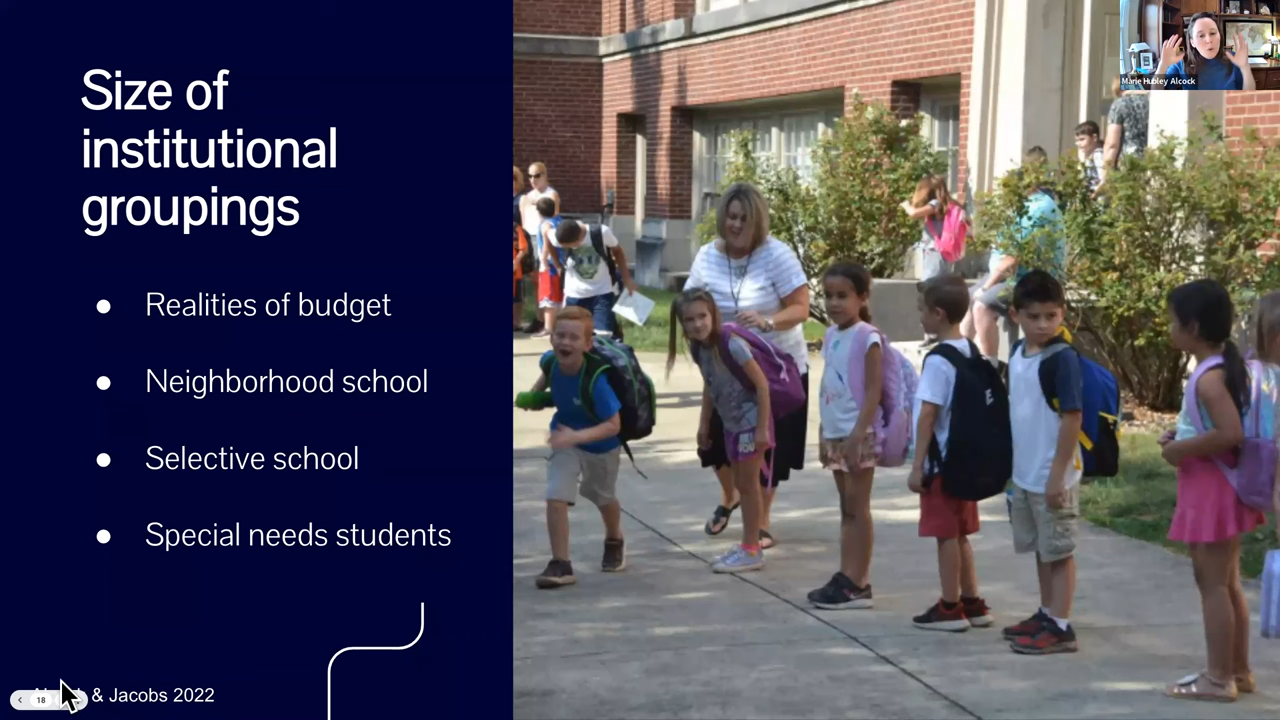 Size of
institutional
groupings
● Realities of budget
● Neighborhood school
● Selective school
● Special needs students
& Jacobs 2022
18
Marie Hubley Alcock
E